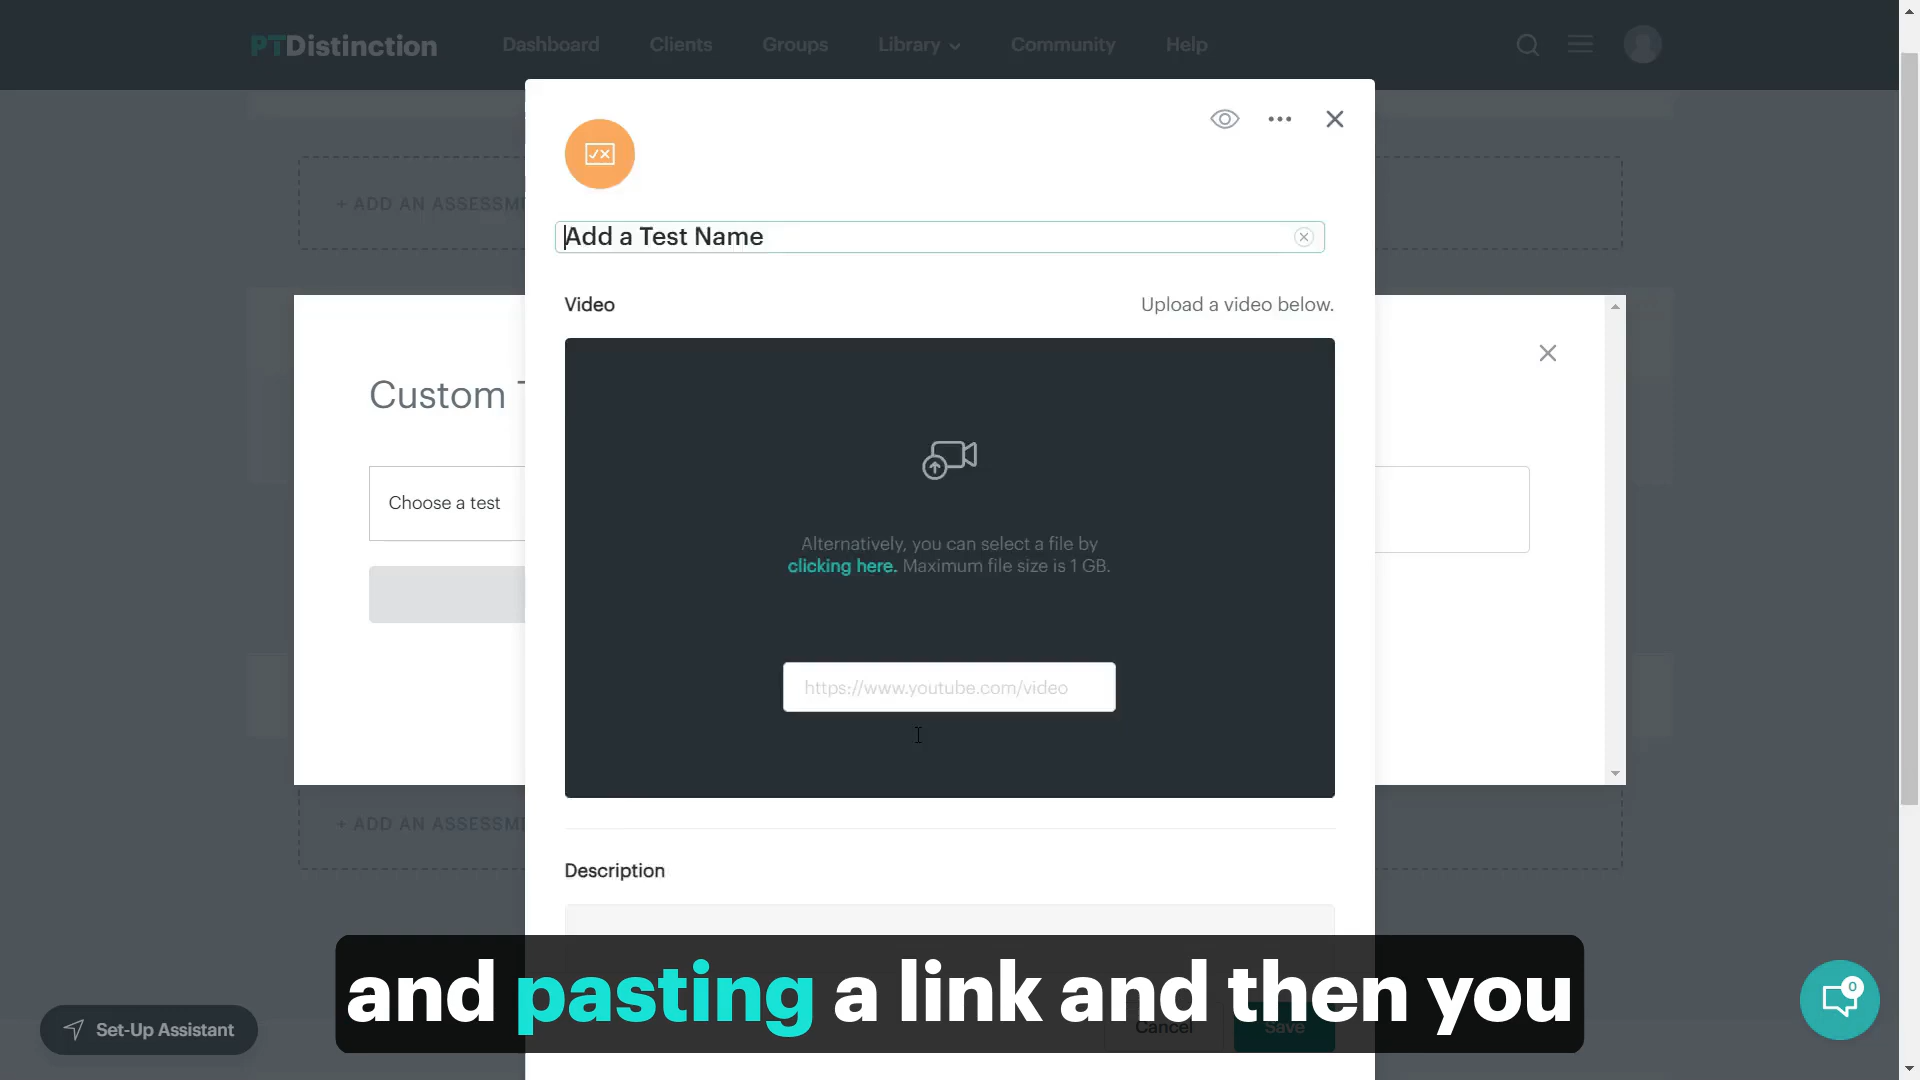 PTDistinction
Dashboard
Clients
Groups
Library
Community
Help
+ ADD AN ASSESSM
Add a Test Name
Video
Upload a video below.
Custom
Choose a test
Alternatively, you can select a file by
clicking here. Maximum file size is 1 GB.
https://www.youtube.com/video
+ ADD AN ASSESSM
Description
and pasting a link and then you
Cancel
Save
Set-Up Assistant
0